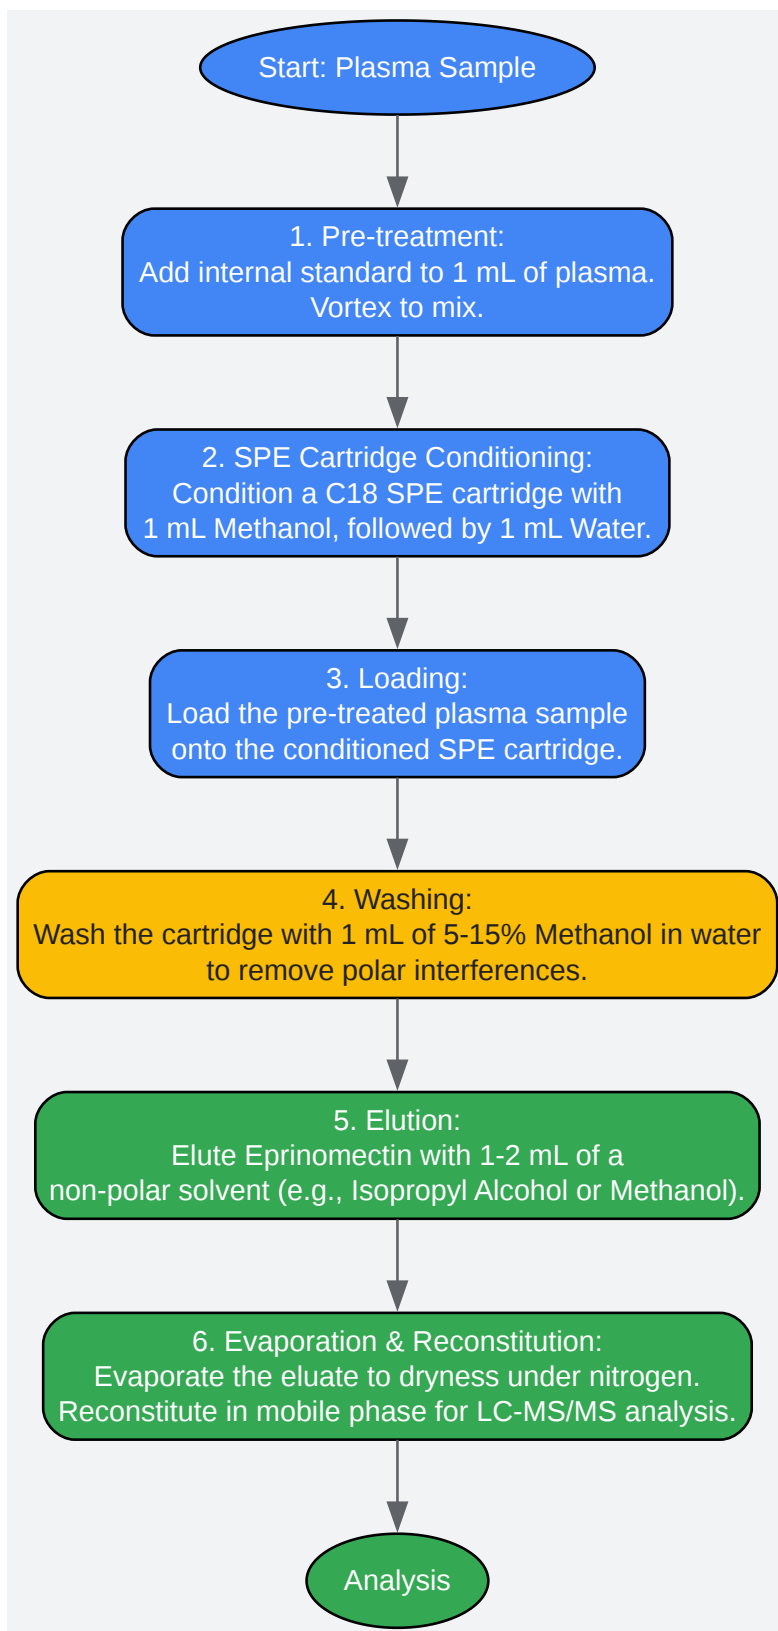 Start: Plasma Sample
1. Pre-treatment:
Add internal standard to 1 mL of plasma.
Vortex to mix.
2. SPE Cartridge Conditioning:
Condition a C18 SPE cartridge with
1 mL Methanol, followed by 1 mL Water.
3. Loading:
Load the pre-treated plasma sample
onto the conditioned SPE cartridge.
4. Washing:
Wash the cartridge with 1 mL of 5-15% Methanol in water
to remove polar interferences.
5. Elution:
Elute Eprinomectin with 1-2 mL of a
non-polar solvent (e.g., Isopropyl Alcohol or Methanol).
6. Evaporation & Reconstitution:
Evaporate the eluate to dryness under nitrogen.
Reconstitute in mobile phase for LC-MS/MS analysis.
Analysis